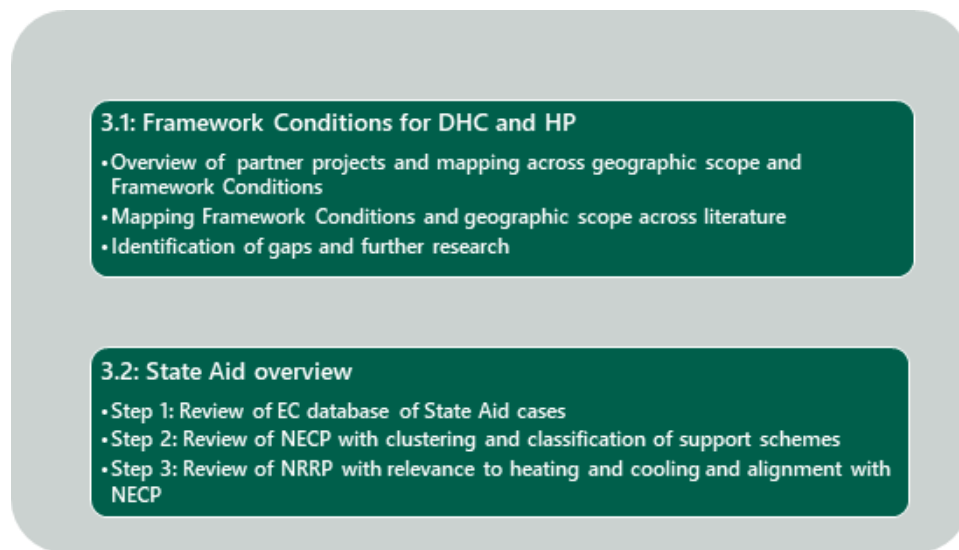 3.1: Framework Conditions for DHC and HP
•Overview of partner projects and mapping across geographic scope and
Framework Conditions
•Mapping Framework Conditions and geographic scope across literature
•Identification of gaps and further research
3.2: State Aid overview
•Step 1: Review of EC database of State Aid cases
•Step 2: Review of NECP with clustering and classification of support schemes
•Step 3: Review of NRRP with relevance to heating and cooling and alignment with
NECP